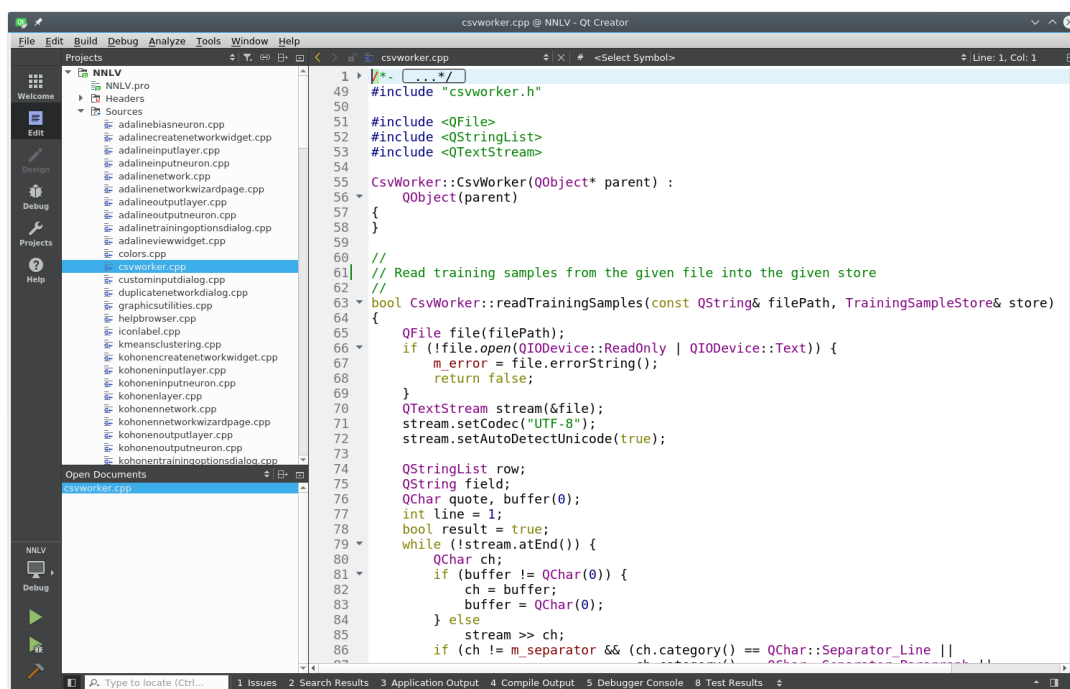 csvworker.cpp @ NNLV - Qt Creator
File Edit Build Debug Analyze Tools Window Help
Projects
csvworker.cpp
# <Select Symbol>
Line: 1, Col: 1
Welcome
Edit
Design
Debug
Projects
Help
NNLV
NNLV.pro
Headers
Sources
adalinebiasneuron.cpp
adalinecreatenetworkwidget.cpp
adalineinputlayer.cpp
adalineinputneuron.cpp
adalinenetwork.cpp
adalinenetworkwizardpage.cpp
adalineoutputlayer.cpp
adalineoutputneuron.cpp
adalinetrainingoptionsdialog.cpp
adalineviewwidget.cpp
colors.cpp
csvworker.cpp
custominputdialog.cpp
duplicatenetworkdialog.cpp
graphicsutilities.cpp
helpbrowser.cpp
iconlabel.cpp
kmeansclustering.cpp
kohonencreatenetworkwidget.cpp
kohoneninputlayer.cpp
kohoneninputneuron.cpp
kohonenlayer.cpp
kohonennetwork.cpp
kohonennetworkwizardpage.cpp
kohonenoutputlayer.cpp
kohonenoutputneuron.cpp
kohonentrainingoptionsdialog.cpp
Open Documents
csvworker.cpp
NNLV
Debug
1 /*- ...*/
49 #include "csvworker.h"
50
51 #include <QFile>
52 #include <QStringList>
53 #include <QTextStream>
54
55 CsvWorker::CsvWorker(QObject* parent) :
56     QObject(parent)
57 {
58 }
59
60 //
61 // Read training samples from the given file into the given store
62 //
63 bool CsvWorker::readTrainingSamples(const QString& filePath, TrainingSampleStore& store)
64 {
65     QFile file(filePath);
66     if (!file.open(QIODevice::ReadOnly | QIODevice::Text)) {
67         m_error = file.errorString();
68         return false;
69     }
70     QTextStream stream(&file);
71     stream.setCodec("UTF-8");
72     stream.setAutoDetectUnicode(true);
73
74     QStringList row;
75     QString field;
76     QChar quote, buffer(0);
77     int line = 1;
78     bool result = true;
79     while (!stream.atEnd()) {
80         QChar ch;
81         if (buffer != QChar(0)) {
82             ch = buffer;
83             buffer = QChar(0);
84         } else
85             stream >> ch;
86         if (ch != m_separator && (ch.category() == QChar::Separator_Line ||
Type to locate (Ctrl...
1 Issues 2 Search Results 3 Application Output 4 Compile Output 5 Debugger Console 8 Test Results